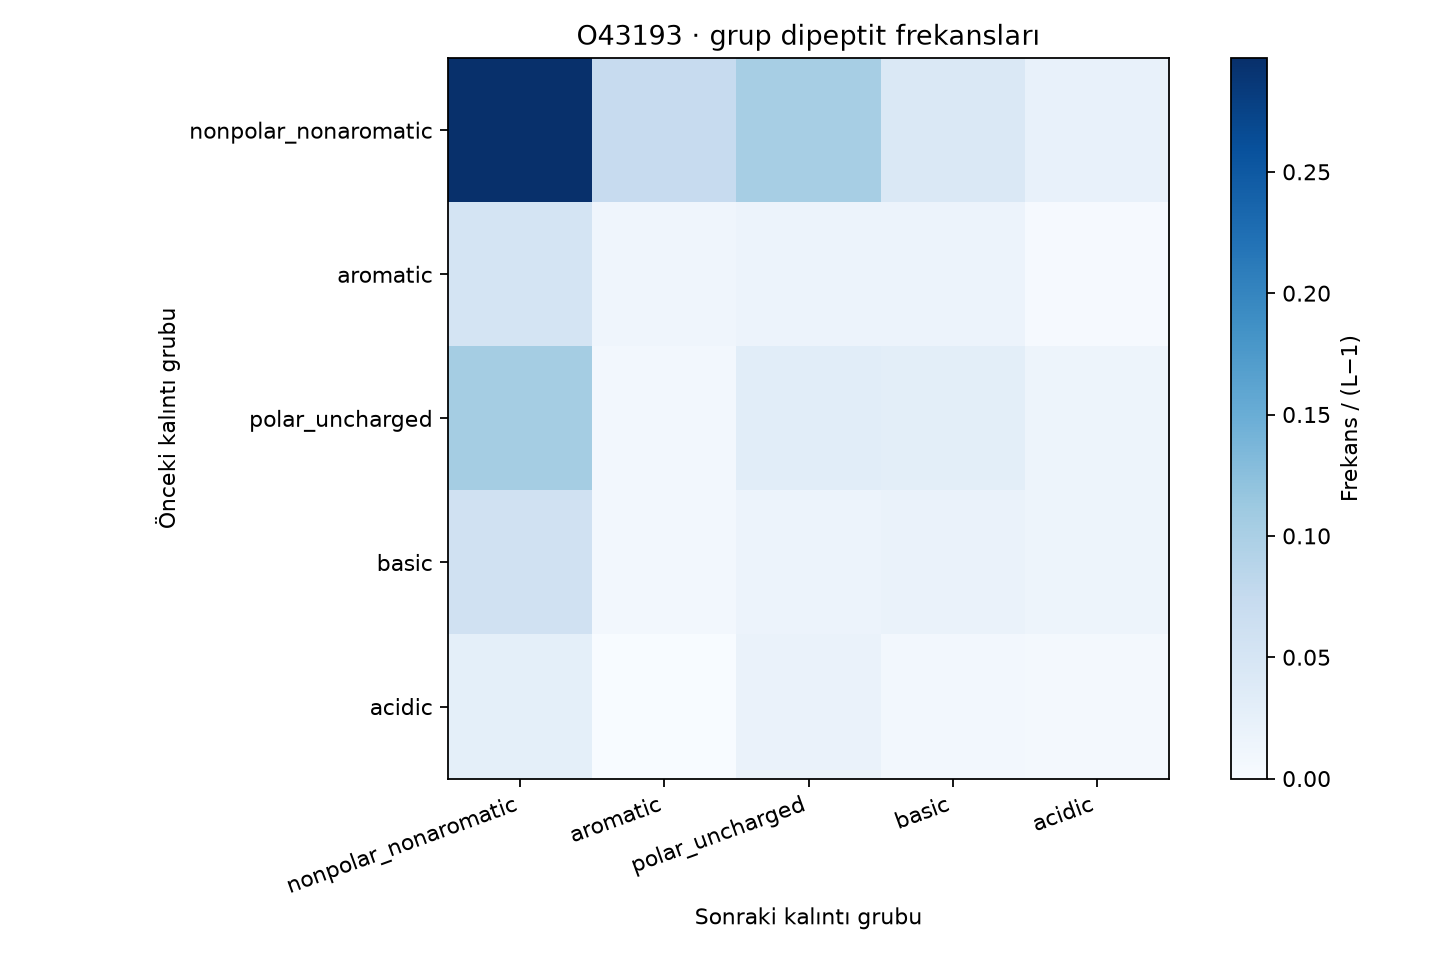 O43193 · grup dipeptit frekansları
nonpolar_nonaromatic
aromatic
polar_uncharged
basic
acidic
Önceki kalıntı grubu
nonpolar_nonaromatic
aromatic
polar_uncharged
basic
acidic
Sonraki kalıntı grubu
0.25
0.20
0.15
0.10
0.05
0.00
Frekans / (L−1)